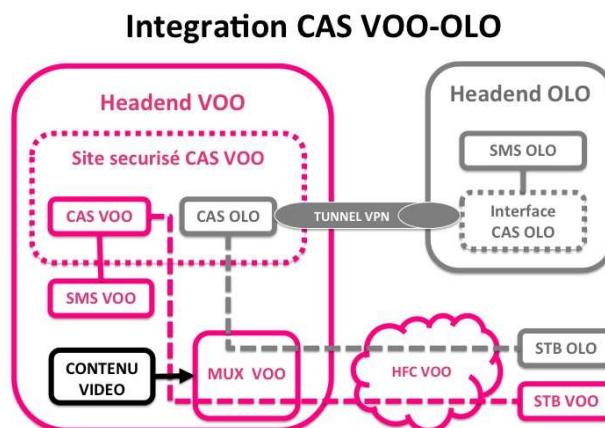 Integration CAS VOO-OLO
Headend VOO
Headend OLO
Site securisé CAS VOO
SMS OLO
CAS VOO
CAS OLO
TUNNEL VPN
Interface
CAS OLO
SMS VOO
CONTENU
VIDEO
MUX VOO
HFC VOO
STB OLO
STB VOO